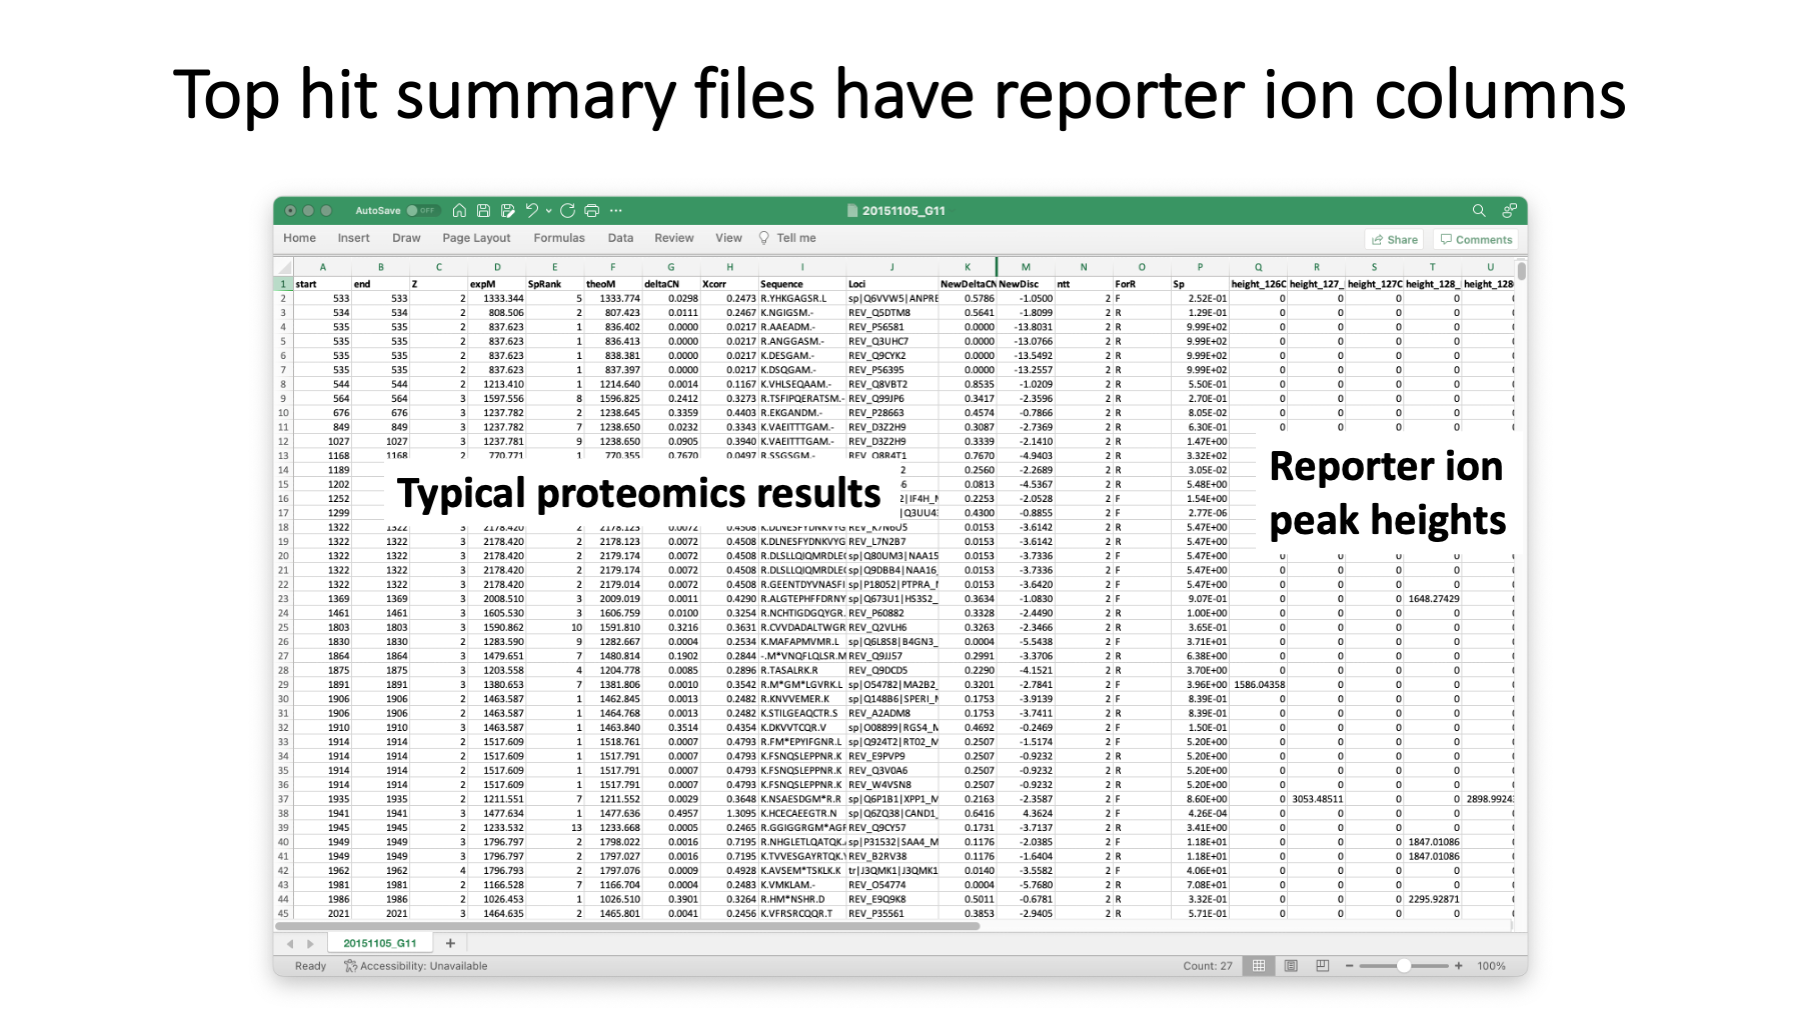 Top hit summary files have reporter ion columns
AutoSave OFF 20151105_G11
Home Insert Draw Page Layout Formulas Data Review View Tell me Share Comments
A B C D E F G H I J K M N O P Q R S T U
1 start end Z expM SpRank theoM deltaCN Xcorr Sequence Loci NewDeltaCN NewDisc ntt ForR Sp height_126C height_127_ height_127C height_128_ height_128
2 533 533 2 1333.344 5 1333.774 0.0298 0.2473 R.YHKGAGSR.L sp|Q6VVW5|ANPRE 0.5786 -1.0500 2 F 2.52E-01 0 0 0 0
3 534 534 2 808.506 2 807.423 0.0111 0.2467 K.NGIGSM.- REV_Q5DTM8 0.5641 -1.8099 2 R 1.29E-01 0 0 0 0
4 535 535 2 837.623 1 836.402 0.0000 0.0217 R.AAEADM.- REV_P56581 0.0000 -13.8031 2 R 9.99E+02 0 0 0 0
5 535 535 2 837.623 1 836.413 0.0000 0.0217 R.ANGGASM.- REV_Q3UHC7 0.0000 -13.0766 2 R 9.99E+02 0 0 0 0
6 535 535 2 837.623 1 838.381 0.0000 0.0217 K.DESGAM.- REV_Q9CYK2 0.0000 -13.5492 2 R 9.99E+02 0 0 0 0
7 535 535 2 837.623 1 837.397 0.0000 0.0217 K.DSQGAM.- REV_P56395 0.0000 -13.2557 2 R 9.99E+02 0 0 0 0
8 544 544 2 1213.410 1 1214.640 0.0014 0.1167 K.VHLSEQAAM.- REV_Q8VBT2 0.8535 -1.0209 2 R 5.50E-01 0 0 0 0
9 564 564 3 1597.556 8 1596.825 0.2412 0.3273 R.TSFIPQERATSM.- REV_Q99JP6 0.3417 -2.3596 2 R 2.70E-01 0 0 0 0
10 676 676 3 1237.782 2 1238.645 0.3359 0.4403 R.EKGANDM.- REV_P28663 0.4574 -0.7866 2 R 8.05E-02 0 0 0 0
11 849 849 3 1237.782 7 1238.650 0.0232 0.3343 K.VAEITTTGAM.- REV_D3Z2H9 0.3087 -2.7369 2 R 6.30E-01 0 0 0 0
12 1027 1027 3 1237.781 9 1238.650 0.0905 0.3940 K.VAEITTTGAM.- REV_D3Z2H9 0.3339 -2.1410 2 R 1.47E+00
13 1168 1168 2 770.771 1 770.355 0.7670 0.0497 R.SSGSGM.- REV_Q8R4T1 0.7670 -4.9403 2 R 3.32E+02
14 1189 2 0.2560 -2.2689 2 R 3.05E-02
15 1202 6 0.0813 -4.5367 2 R 5.48E+00
16 1252 2|IF4H_ 0.2253 -2.0528 2 F 1.54E+00
17 1299 |Q3UU4 0.4300 -0.8855 2 F 2.77E-06
Typical proteomics results
Reporter ion
peak heights
18 1322 1322 3 2178.420 2 2178.123 0.0072 0.4508 K.DLNESFYDNKVYG REV_K7N6U5 0.0153 -3.6142 2 R 5.47E+00
19 1322 1322 3 2178.420 2 2178.123 0.0072 0.4508 K.DLNESFYDNKVYG REV_L7N2B7 0.0153 -3.6142 2 R 5.47E+00
20 1322 1322 3 2178.420 2 2179.174 0.0072 0.4508 R.DLSLLQIQMRDLE sp|Q80UM3|NAA15 0.0153 -3.7336 2 F 5.47E+00 0 0 0 0
21 1322 1322 3 2178.420 2 2179.174 0.0072 0.4508 R.DLSLLQIQMRDLE sp|Q9DBB4|NAA16_ 0.0153 -3.7336 2 F 5.47E+00 0 0 0 0
22 1322 1322 3 2178.420 2 2179.014 0.0072 0.4508 R.GEENTDYVNASFI sp|P18052|PTPRA_ 0.0153 -3.6420 2 F 5.47E+00 0 0 0 0
23 1369 1369 3 2008.510 3 2009.019 0.0011 0.4290 R.ALGTEPHFFDRNY sp|Q673U1|HS3S2_ 0.3634 -1.0830 2 F 9.07E-01 0 0 0 1648.27429
24 1461 1461 3 1605.530 3 1606.759 0.0100 0.3254 R.NCHTIGDGQYGR. REV_P60882 0.3328 -2.4490 2 R 1.00E+00 0 0 0 0
25 1803 1803 3 1590.862 10 1591.810 0.3216 0.3631 R.CVVDADALTWGR REV_Q2VLH6 0.3263 -2.3466 2 R 3.65E-01 0 0 0 0
26 1830 1830 2 1283.590 9 1282.667 0.0004 0.2534 K.MAFAPMVMR.L sp|Q6L8S8|B4GN3_ 0.0004 -5.5438 2 F 3.71E+01 0 0 0 0
27 1864 1864 3 1479.651 7 1480.814 0.1902 0.2844 -.M*VNQFLQLSR.M REV_Q9JJ57 0.2991 -3.3706 2 R 6.38E+00 0 0 0 0
28 1875 1875 3 1203.558 4 1204.778 0.0085 0.2896 R.TASALRK.R REV_Q9DCD5 0.2290 -4.1521 2 R 3.70E+00 0 0 0 0
29 1891 1891 3 1380.653 7 1381.806 0.0010 0.3542 R.M*GM*LGVRK.L sp|O54782|MA2B2_ 0.3201 -2.7841 2 F 3.96E+00 1586.04358 0 0 0
30 1906 1906 2 1463.587 1 1462.845 0.0013 0.2482 R.KNVVEMER.K sp|Q148B6|SPERI_ 0.1753 -3.9139 2 F 8.39E-01 0 0 0 0
31 1906 1906 2 1463.587 1 1464.768 0.0013 0.2482 K.STILGEAQCTR.S REV_A2ADM8 0.1753 -3.7411 2 R 8.39E-01 0 0 0 0
32 1910 1910 3 1463.587 1 1463.840 0.3514 0.4354 K.DKVVTCQR.V sp|O08899|RGS4_M 0.4692 -0.2469 2 F 1.50E-01 0 0 0 0
33 1914 1914 2 1517.609 1 1518.761 0.0007 0.4793 R.FM*EPYIFGNR.L sp|Q924T2|RT02_M 0.2507 -1.5174 2 F 5.20E+00 0 0 0 0
34 1914 1914 2 1517.609 1 1517.791 0.0007 0.4793 K.FSNQSLEPPNR.K REV_E9PVP9 0.2507 -0.9232 2 R 5.20E+00 0 0 0 0
35 1914 1914 2 1517.609 1 1517.791 0.0007 0.4793 K.FSNQSLEPPNR.K REV_Q3V0A6 0.2507 -0.9232 2 R 5.20E+00 0 0 0 0
36 1914 1914 2 1517.609 1 1517.791 0.0007 0.4793 K.FSNQSLEPPNR.K REV_W4VSN8 0.2507 -0.9232 2 R 5.20E+00 0 0 0 0
37 1935 1935 2 1211.551 7 1211.552 0.0029 0.3648 K.NSAESDGM*R.R sp|Q6P1B1|XPP1_M 0.2163 -2.3587 2 F 8.60E+00 0 3053.48511 0 0 2898.9924
38 1941 1941 3 1477.634 1 1477.636 0.4957 1.3095 K.HCECAEEGTR.N sp|Q6ZQ38|CAND1_ 0.6416 4.3624 2 F 4.26E-04 0 0 0 0
39 1945 1945 2 1233.532 13 1233.668 0.0005 0.2465 R.GGIGGRGM*AGF REV_Q9CY57 0.1731 -3.7137 2 R 3.41E+00 0 0 0 0
40 1949 1949 3 1796.797 2 1798.022 0.0016 0.7195 R.NHGLETLQATQK. sp|P31532|SAA4_M 0.1176 -2.0385 2 F 1.18E+01 0 0 0 1847.01086
41 1949 1949 3 1796.797 2 1797.027 0.0016 0.7195 K.TVVESGAYRTQK. REV_B2RV38 0.1176 -1.6404 2 R 1.18E+01 0 0 0 1847.01086
42 1962 1962 4 1796.793 2 1797.076 0.0009 0.4928 K.AVSEM*TSKLK.K tr|J3QMK1|J3QMK1 0.0140 -3.5582 2 F 4.06E+01 0 0 0 0
43 1981 1981 2 1166.528 7 1166.704 0.0004 0.2483 K.VMKLAM.- REV_O54774 0.0004 -5.7680 2 R 7.08E+01 0 0 0 0
44 1986 1986 2 1026.453 1 1026.510 0.3901 0.3264 R.HM*NSHR.D REV_E9Q9K8 0.5011 -0.6781 2 R 3.32E-01 0 0 0 2295.92871
45 2021 2021 3 1464.635 2 1465.801 0.0041 0.2456 K.VFRSRCQQR.T REV_P35561 0.3853 -2.9405 2 R 5.71E-01 0 0 0 0
20151105_G11 +
Ready Accessibility: Unavailable Count: 27 100%